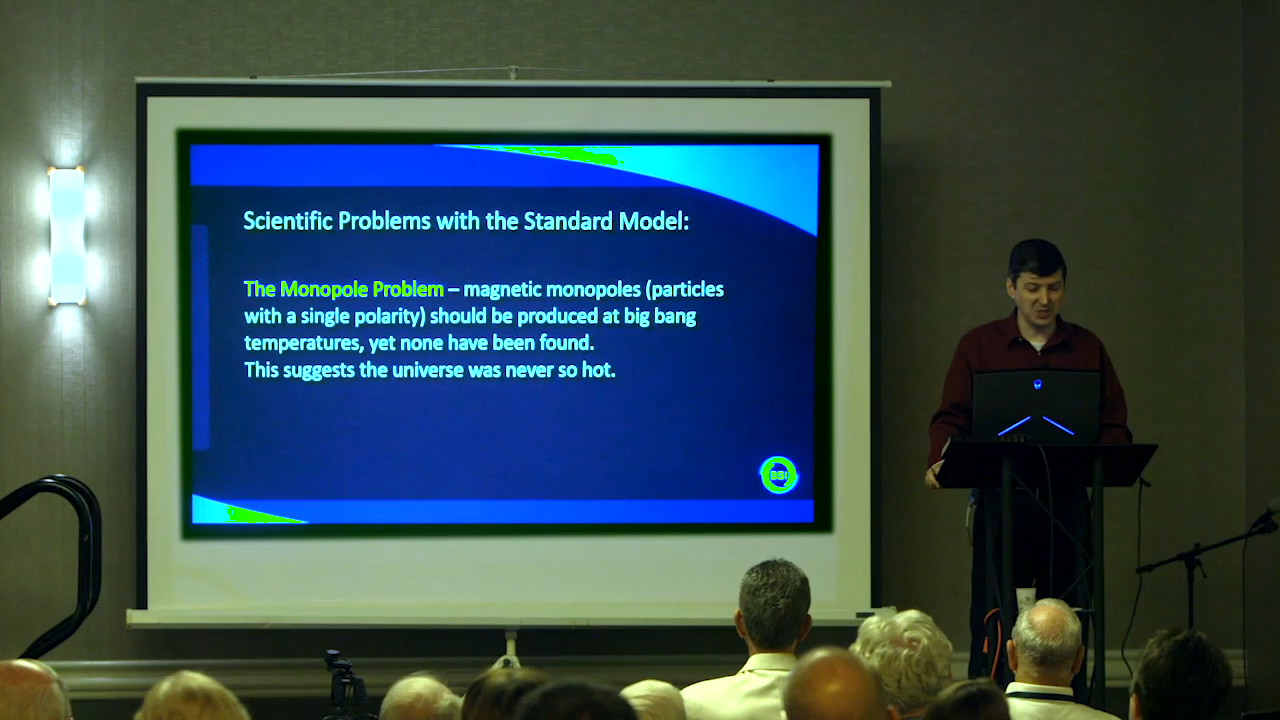 Scientific Problems with the Standard Model:
The Monopole Problem – magnetic monopoles (particles
with a single polarity) should be produced at big bang
temperatures, yet none have been found.
This suggests the universe was never so hot.